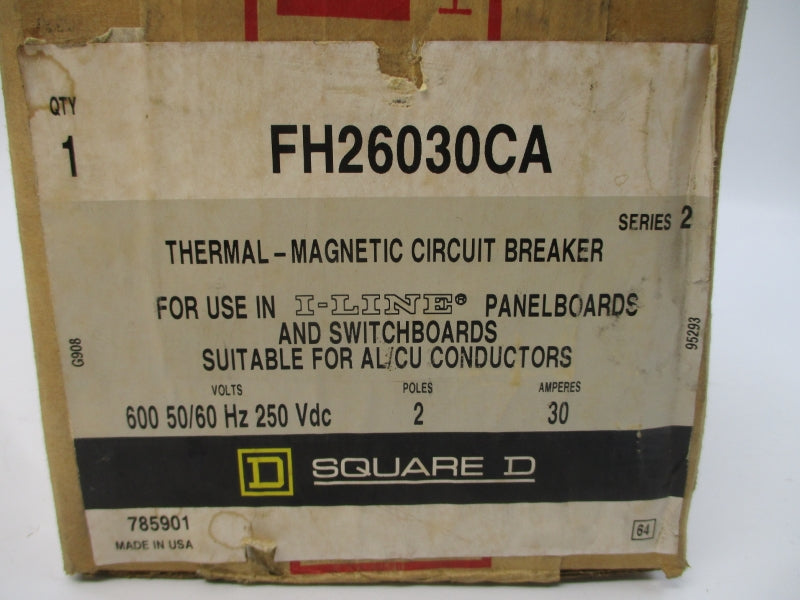 QTY
1
FH26030CA
SERIES 2
THERMAL-MAGNETIC CIRCUIT BREAKER
FOR USE IN I-LINE® PANELBOARDS
AND SWITCHBOARDS
SUITABLE FOR AL/CU CONDUCTORS
G908
95293
VOLTS POLES AMPERES
600 50/60 Hz 250 Vdc 2 30
D SQUARE D
785901
MADE IN USA
64